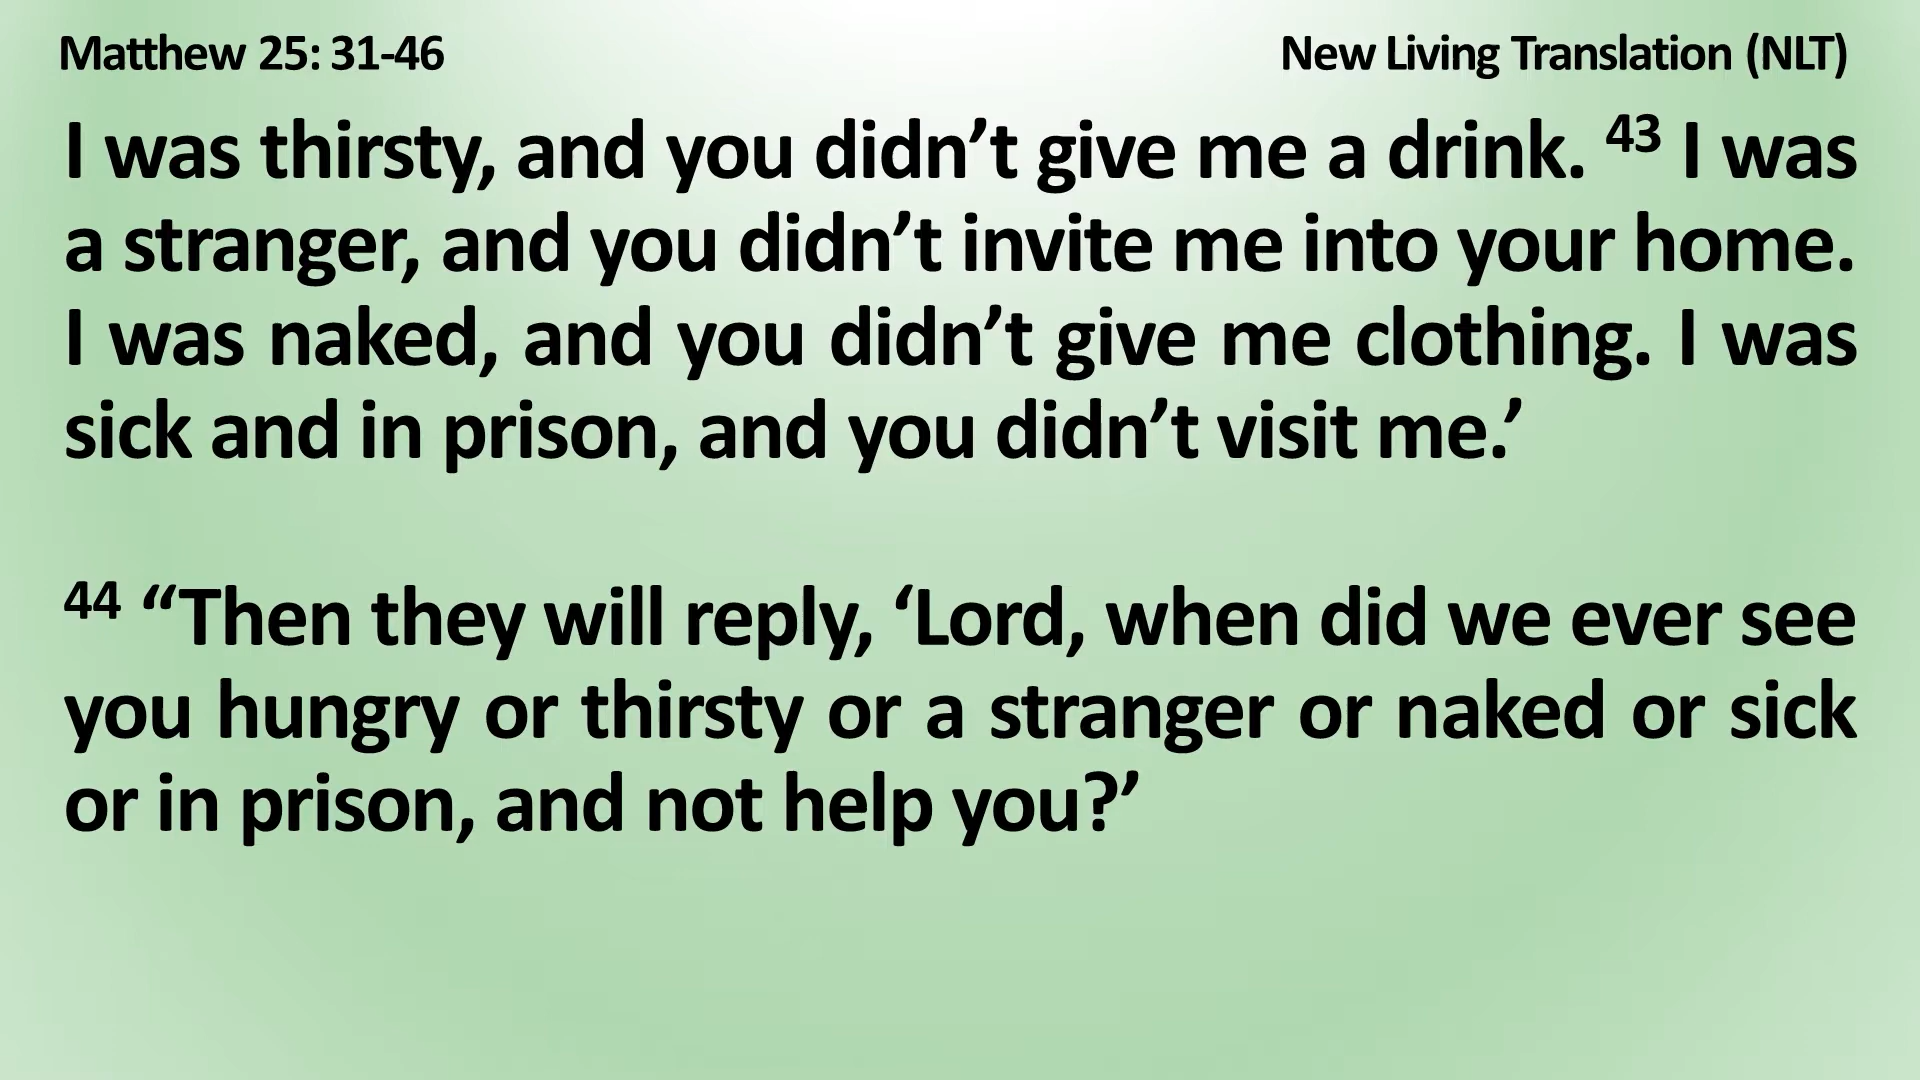 Matthew 25: 31-46
New Living Translation (NLT)
I was thirsty, and you didn’t give me a drink. 43 I was
a stranger, and you didn’t invite me into your home.
I was naked, and you didn’t give me clothing. I was
sick and in prison, and you didn’t visit me.’
44 “Then they will reply, ‘Lord, when did we ever see
you hungry or thirsty or a stranger or naked or sick
or in prison, and not help you?’